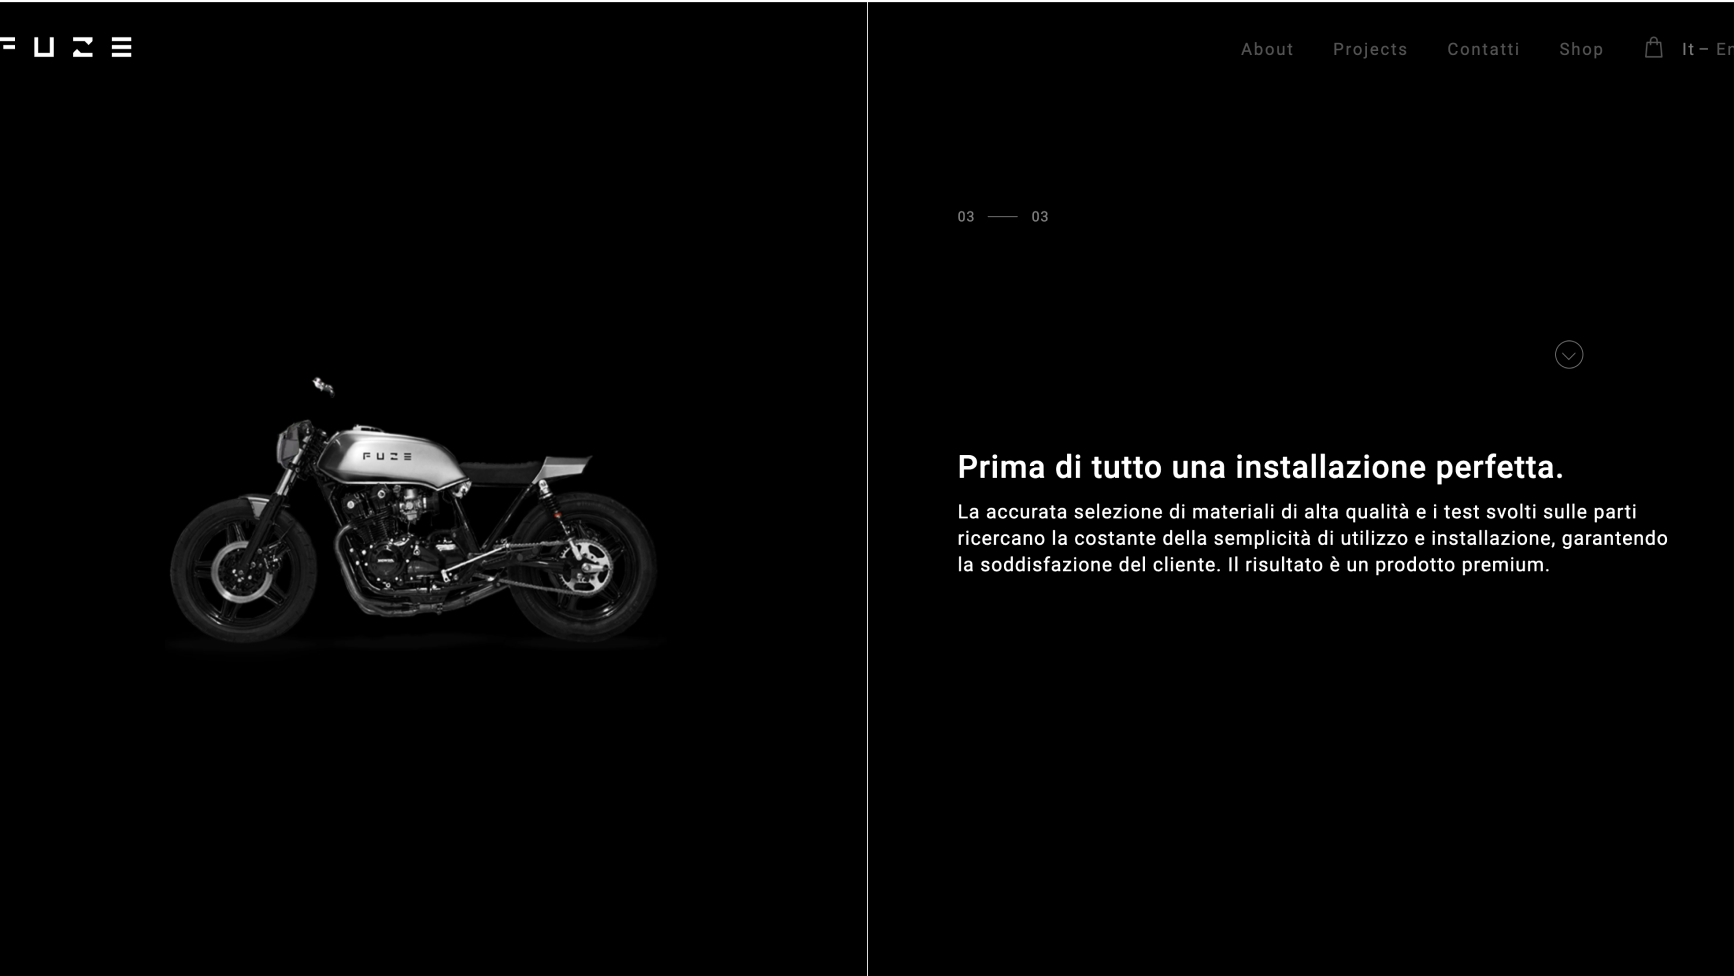 FUZE
About Projects Contatti Shop It – En
03 — 03
FUZE
Prima di tutto una installazione perfetta.
La accurata selezione di materiali di alta qualità e i test svolti sulle parti
ricercano la costante della semplicità di utilizzo e installazione, garantendo
la soddisfazione del cliente. Il risultato è un prodotto premium.